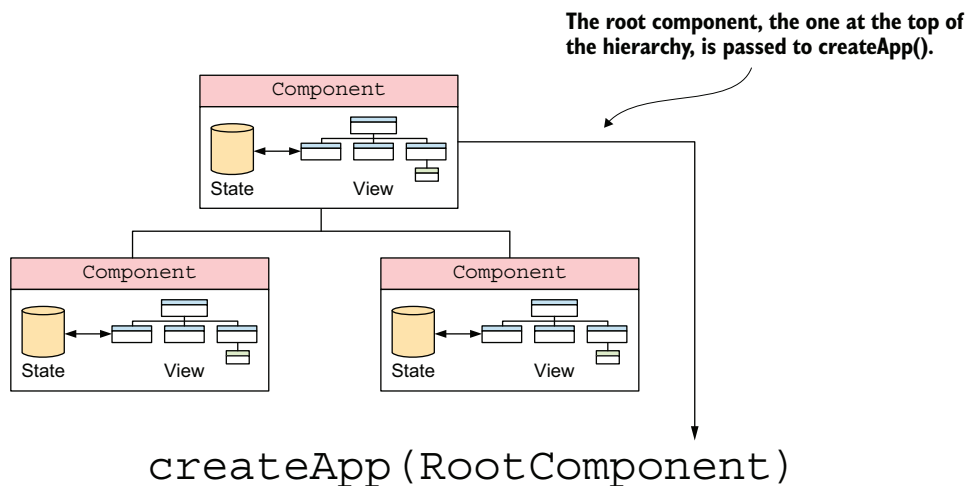 The root component, the one at the top of
the hierarchy, is passed to createApp().
Component
State
View
Component
State
View
Component
State
View
createApp(RootComponent)